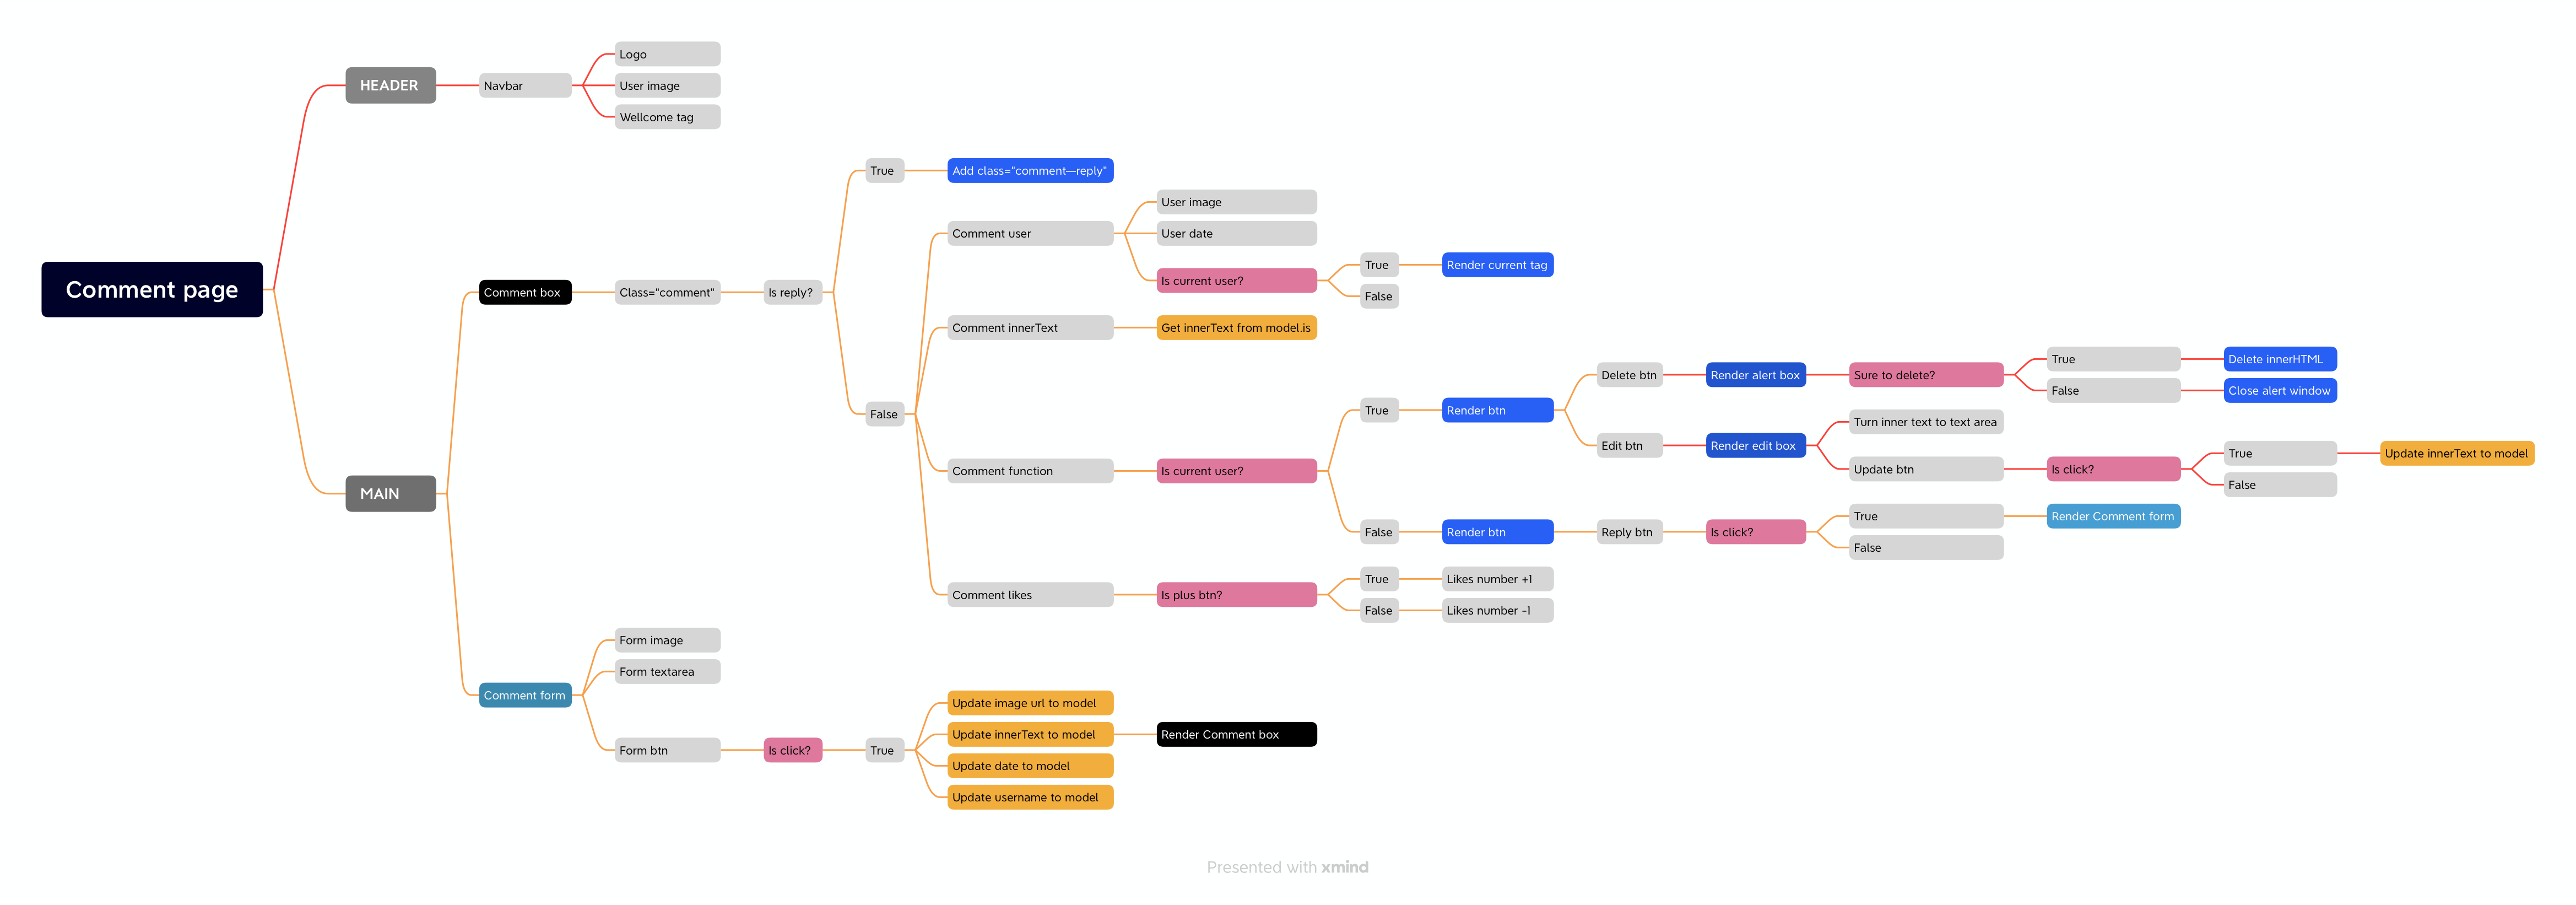 Comment page
HEADER
Navbar
Logo
User image
Wellcome tag
MAIN
Comment box
Class="comment"
Is reply?
True
Add class="comment—reply"
False
Comment user
User image
User date
Is current user?
True
Render current tag
False
Comment innerText
Get innerText from model.is
Comment function
Is current user?
True
Render btn
Delete btn
Render alert box
Sure to delete?
True
Delete innerHTML
False
Close alert window
Edit btn
Render edit box
Turn inner text to text area
Update btn
Is click?
True
Update innerText to model
False
False
Render btn
Reply btn
Is click?
True
Render Comment form
False
Comment likes
Is plus btn?
True
Likes number +1
False
Likes number -1
Comment form
Form image
Form textarea
Form btn
Is click?
True
Update image url to model
Update innerText to model
Render Comment box
Update date to model
Update username to model
Presented with xmind